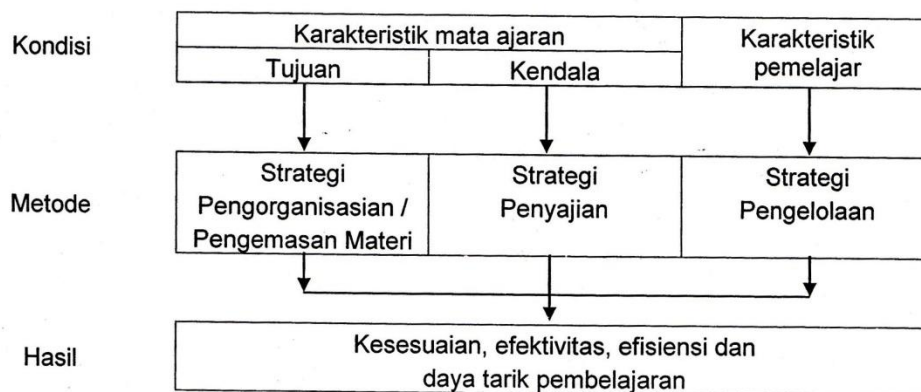 Kondisi
Karakteristik mata ajaran
Tujuan
Kendala
Karakteristik
pemelajar
Metode
Strategi
Pengorganisasian /
Pengemasan Materi
Strategi
Penyajian
Strategi
Pengelolaan
Hasil
Kesesuaian, efektivitas, efisiensi dan
daya tarik pembelajaran